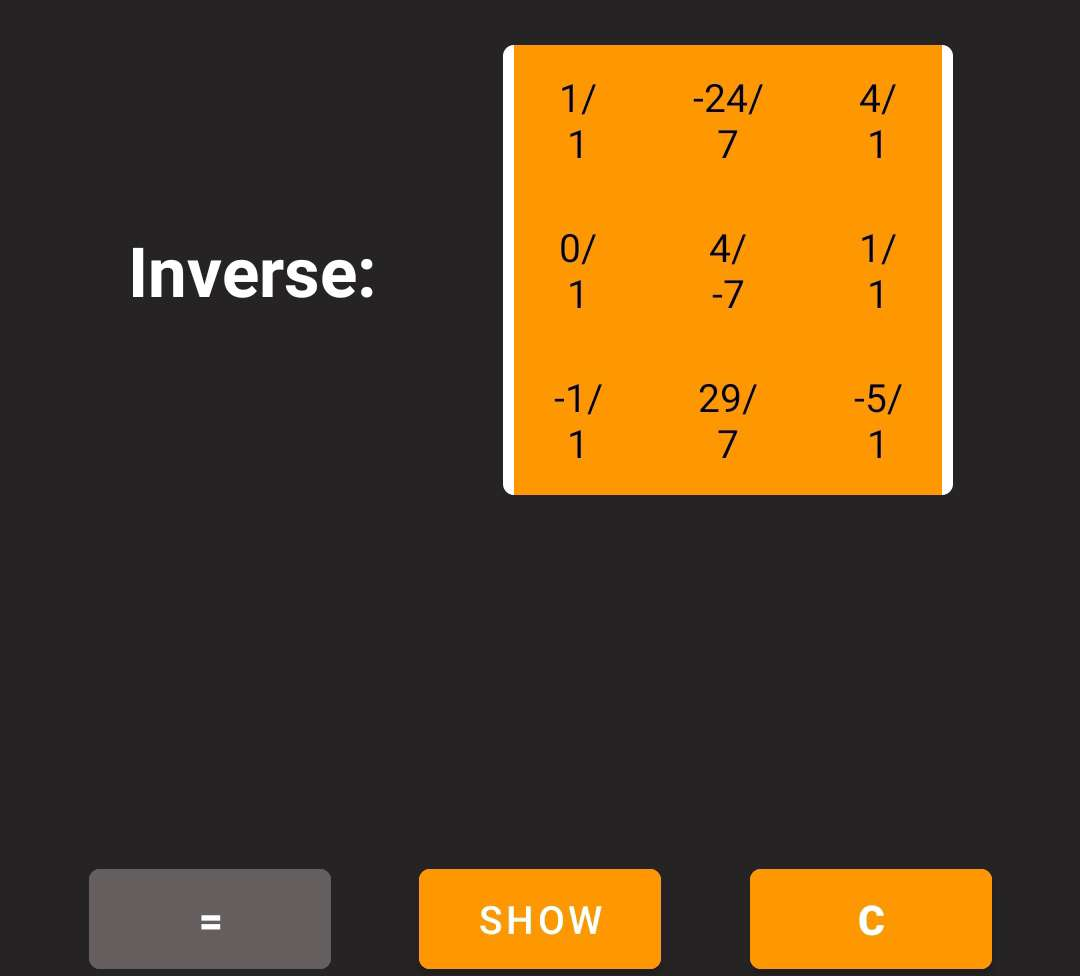 1/ -24/ 4/
1 7 1
Inverse:
0/ 4/ 1/
1 -7 1
-1/ 29/ -5/
1 7 1
= SHOW C